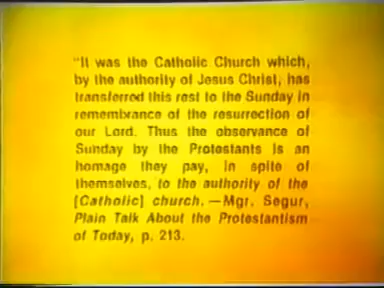 "It was the Catholic Church which,
by the authority of Jesus Christ, has
transferred this rest to the Sunday in
remembrance of the resurrection of
our Lord. Thus the observance of
Sunday by the Protestants is an
homage they pay, in spite of
themselves, to the authority of the
[Catholic] church.—Mgr. Segur,
Plain Talk About the Protestantism
of Today, p. 213.